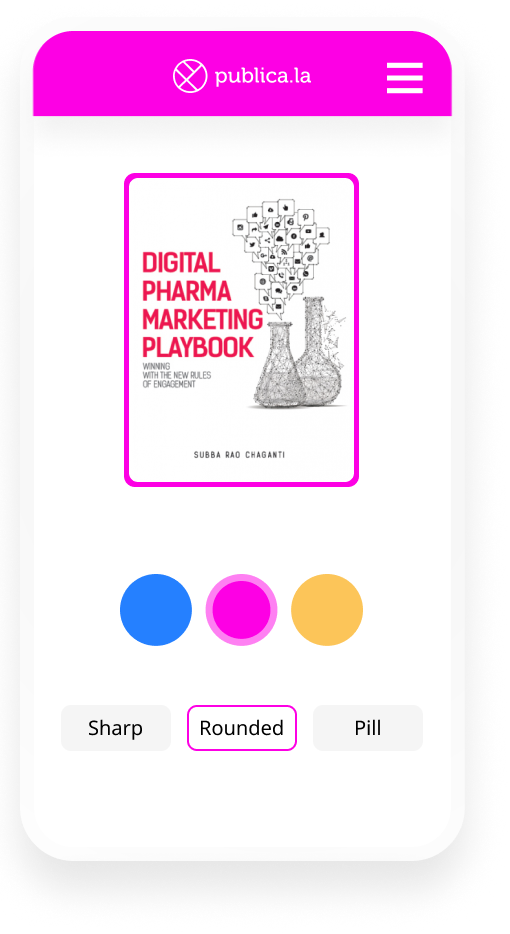 publica.la
DIGITAL
PHARMA
MARKETING
PLAYBOOK
WINNING
WITH THE NEW RULES
OF ENGAGEMENT
SUBBA RAO CHAGANTI
Sharp
Rounded
Pill